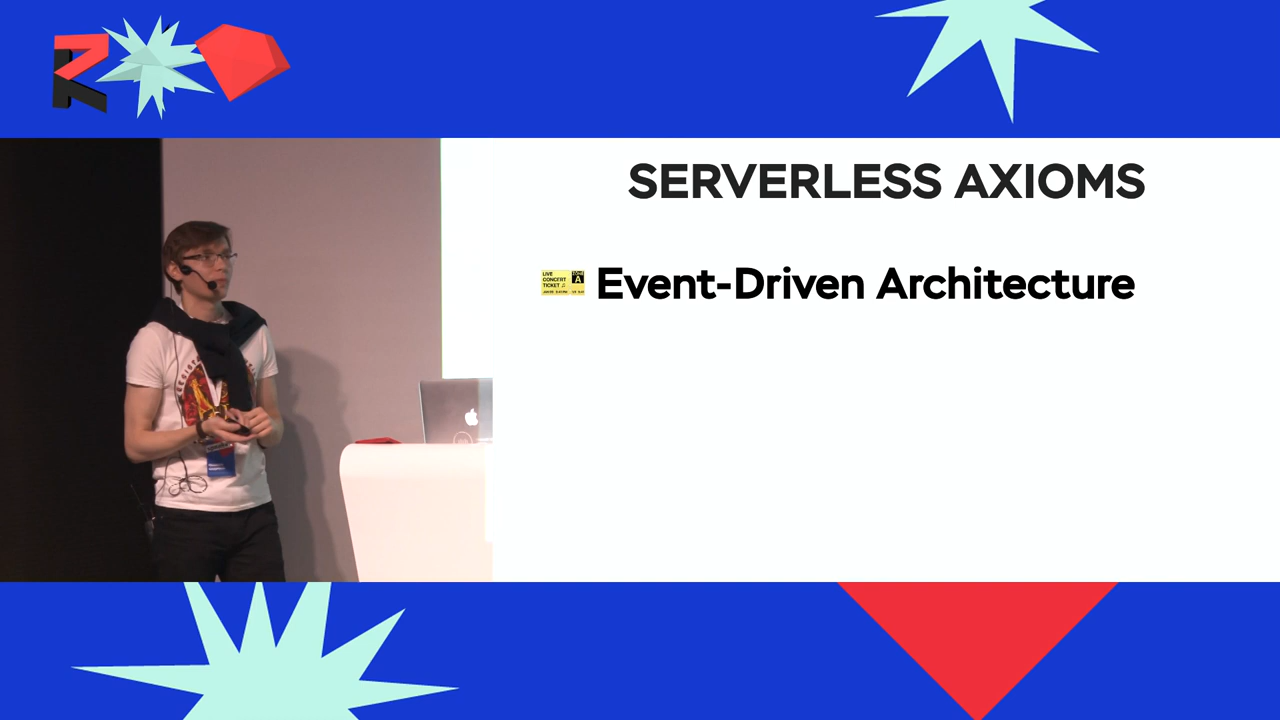 SERVERLESS AXIOMS
LIVE
CONCERT
TICKET
A
Event-Driven Architecture